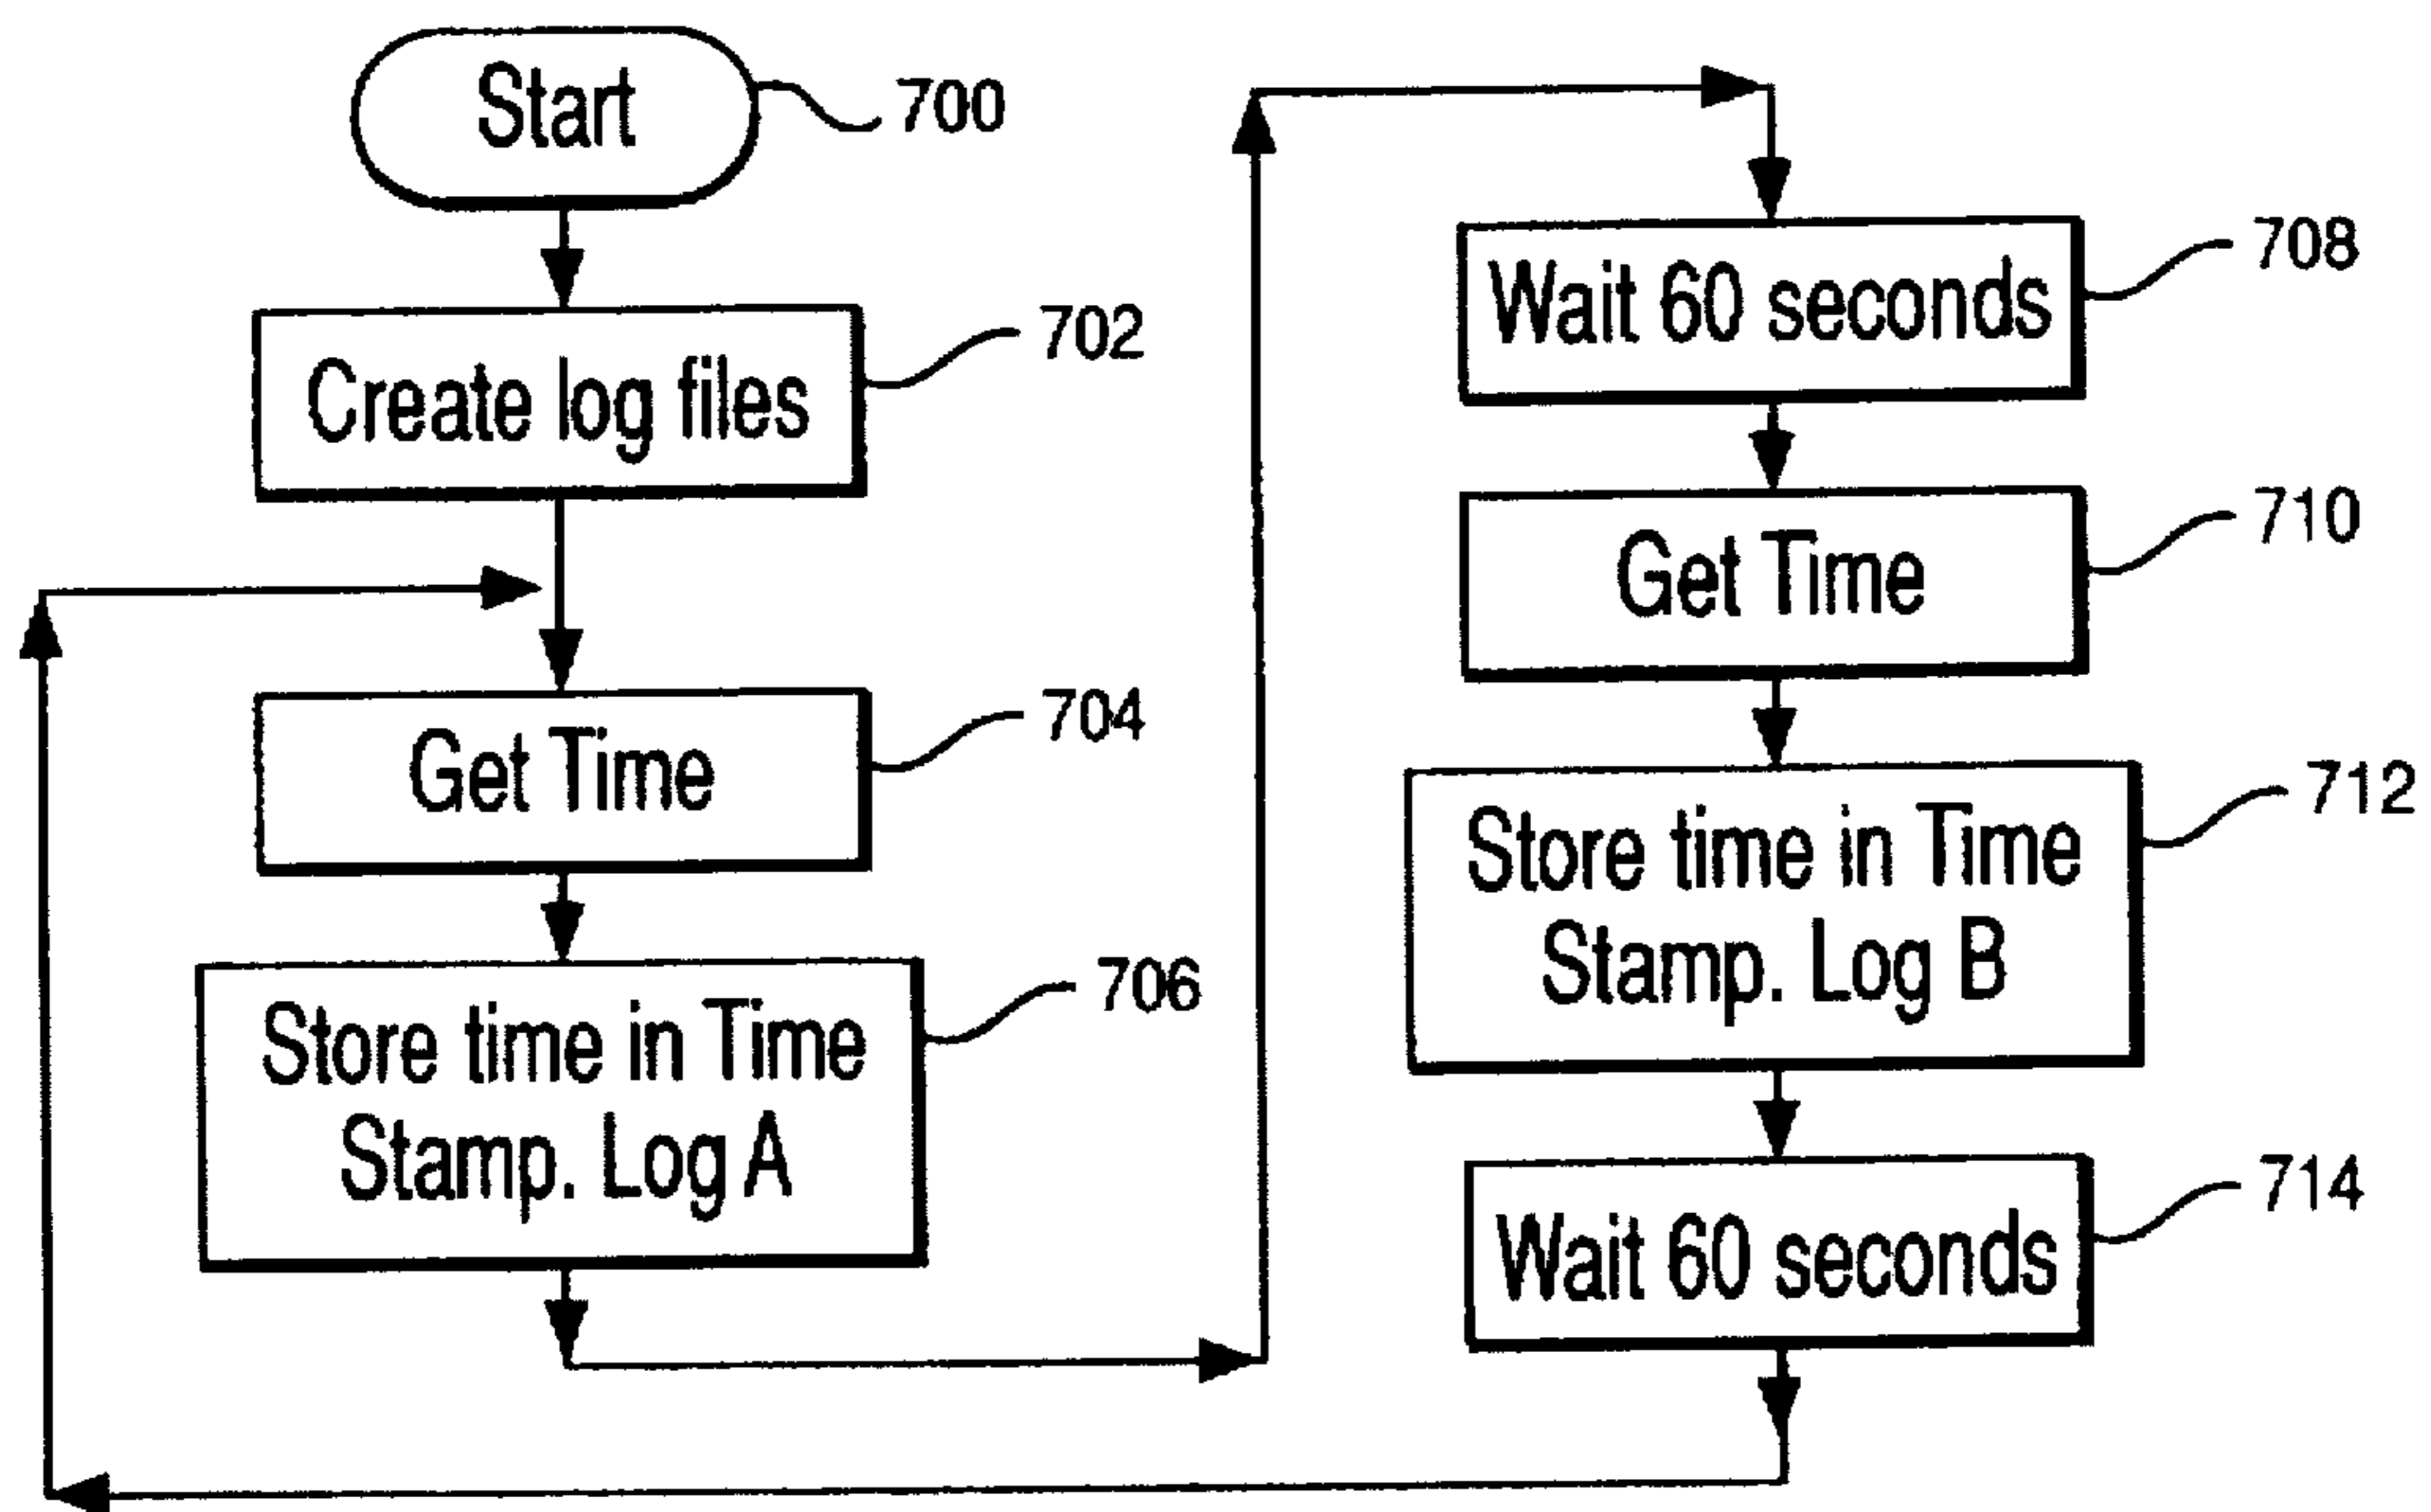 Start
700
Create log files
702
Get Time
704
Store time in Time
Stamp. Log A
706
Wait 60 seconds
708
Get Time
710
Store time in Time
Stamp. Log B
712
Wait 60 seconds
714